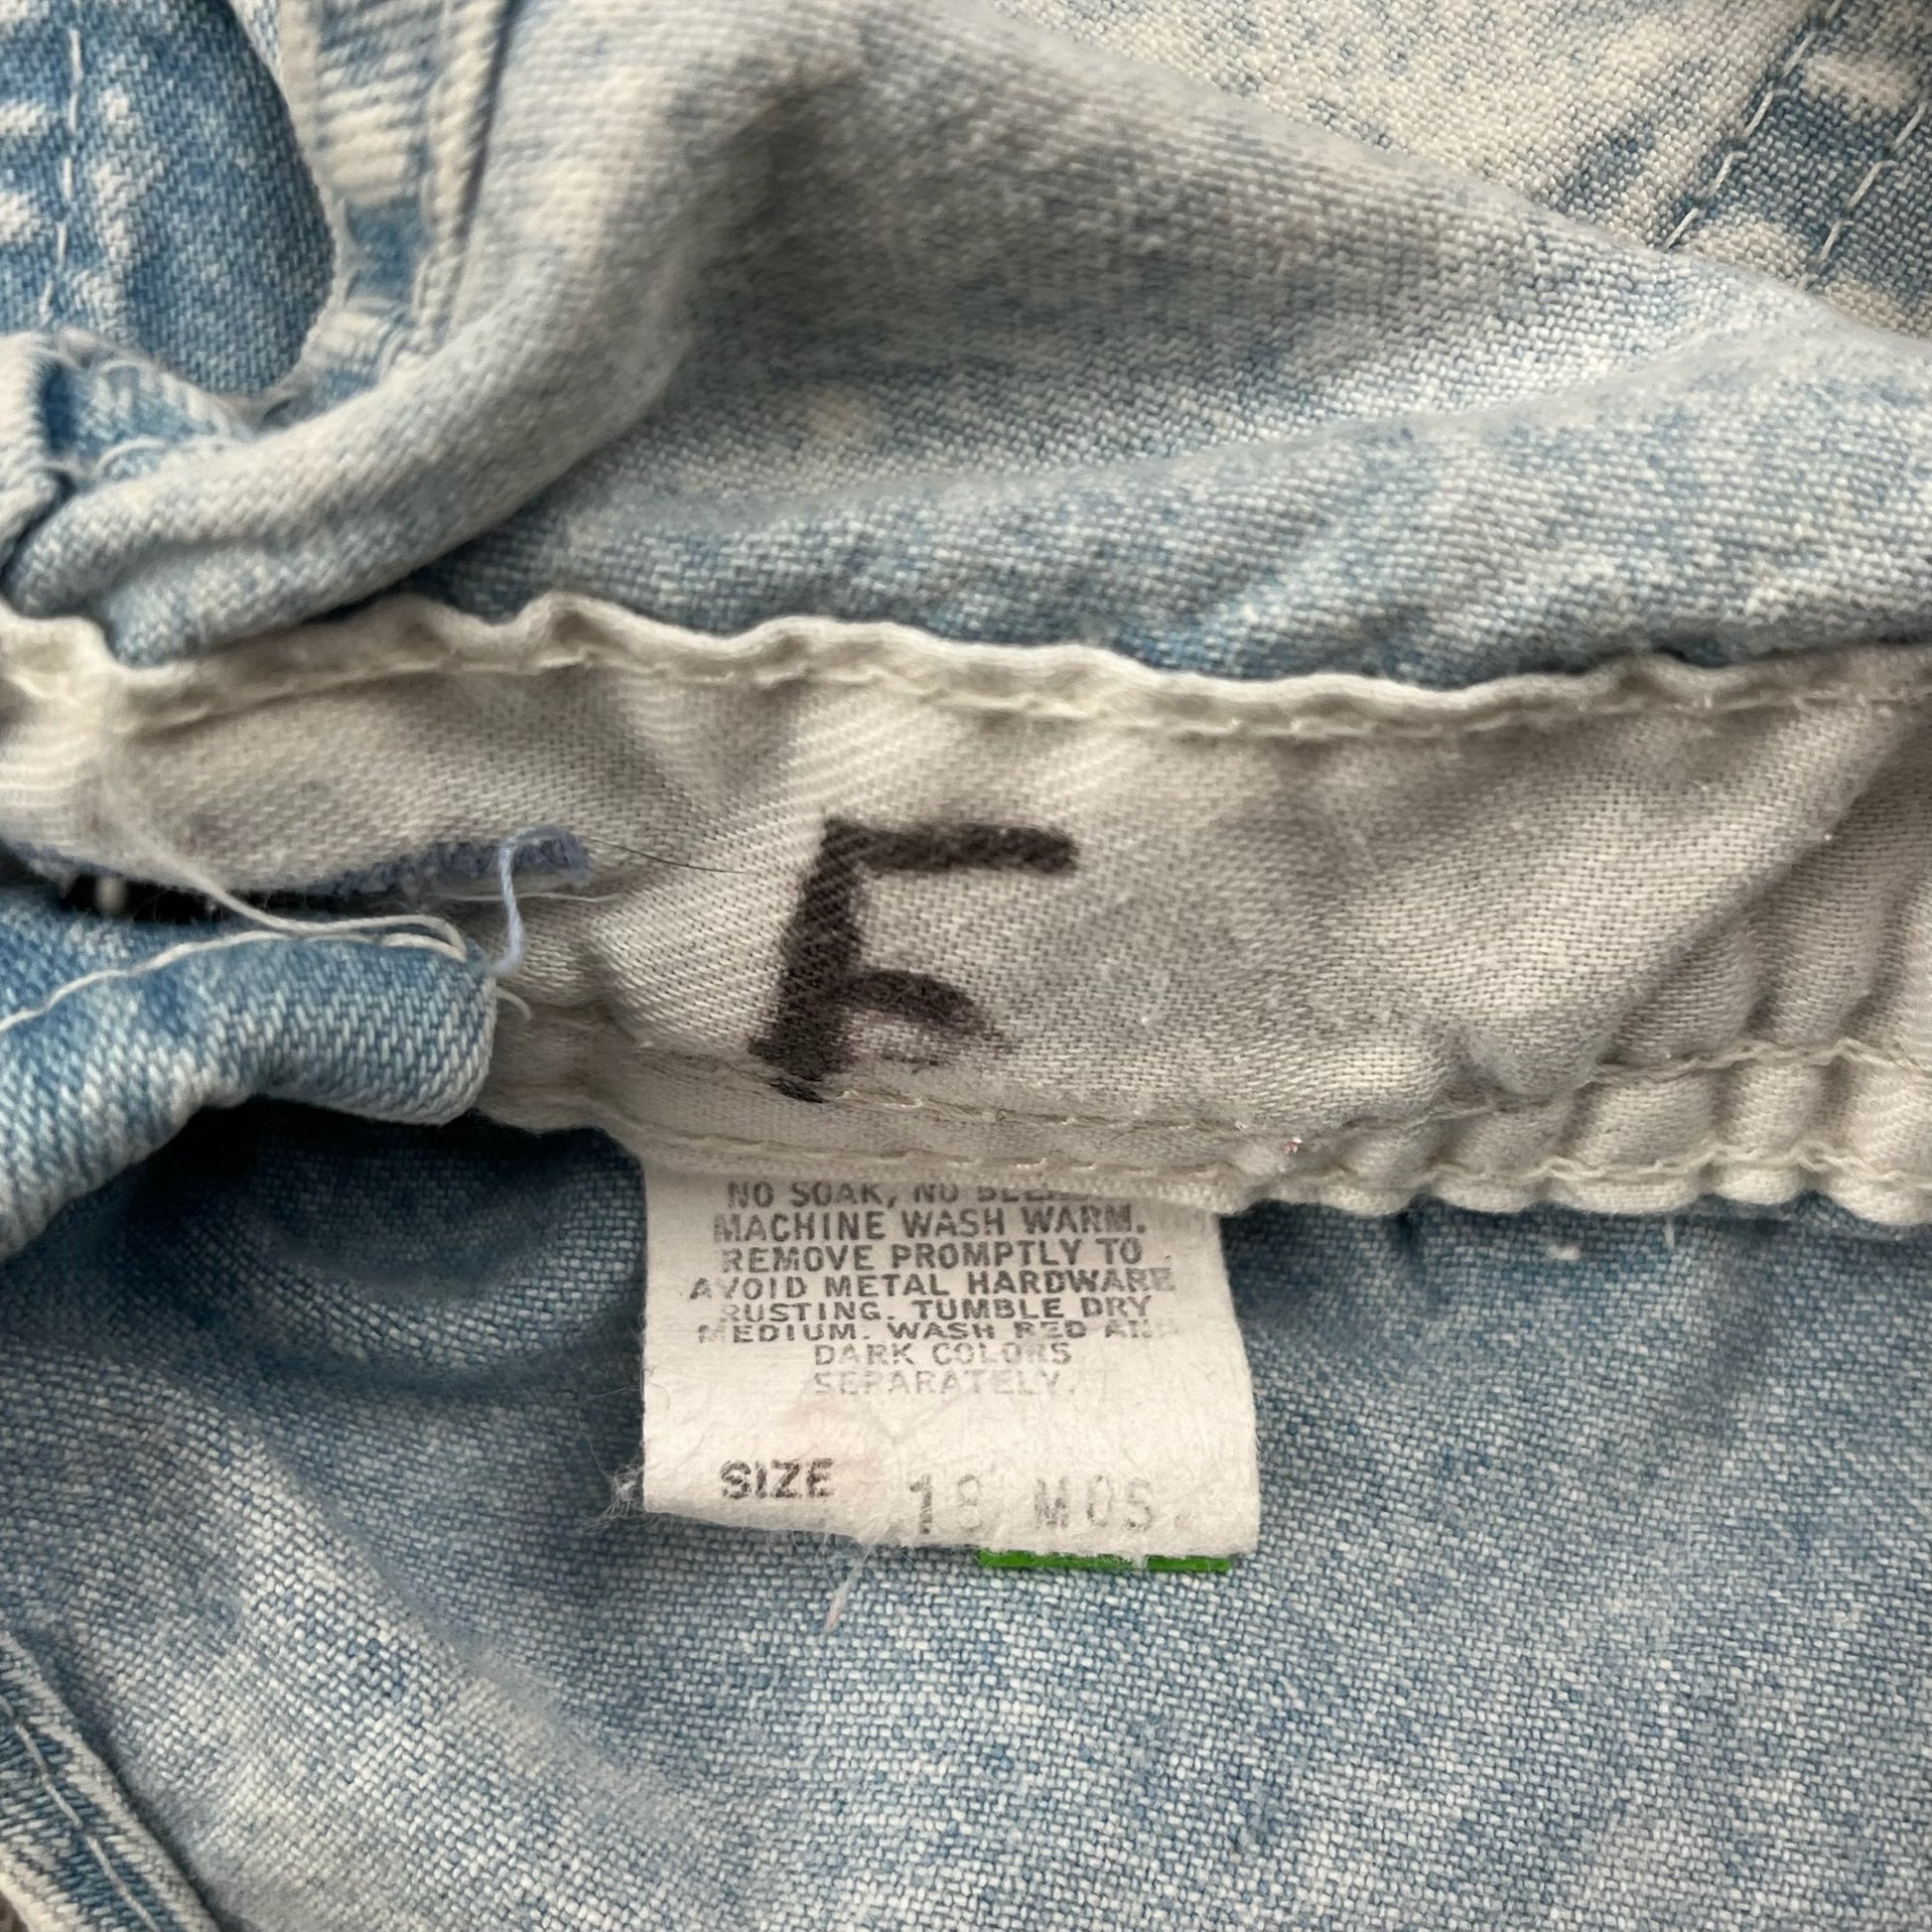 F
NO SOAK, NO
MACHINE WASH WARM.
REMOVE PROMPTLY TO
AVOID METAL HARDWARE
RUSTING. TUMBLE DRY
MEDIUM. WASH RED AND
DARK COLORS
SEPARATELY.
SIZE 18 MOS.